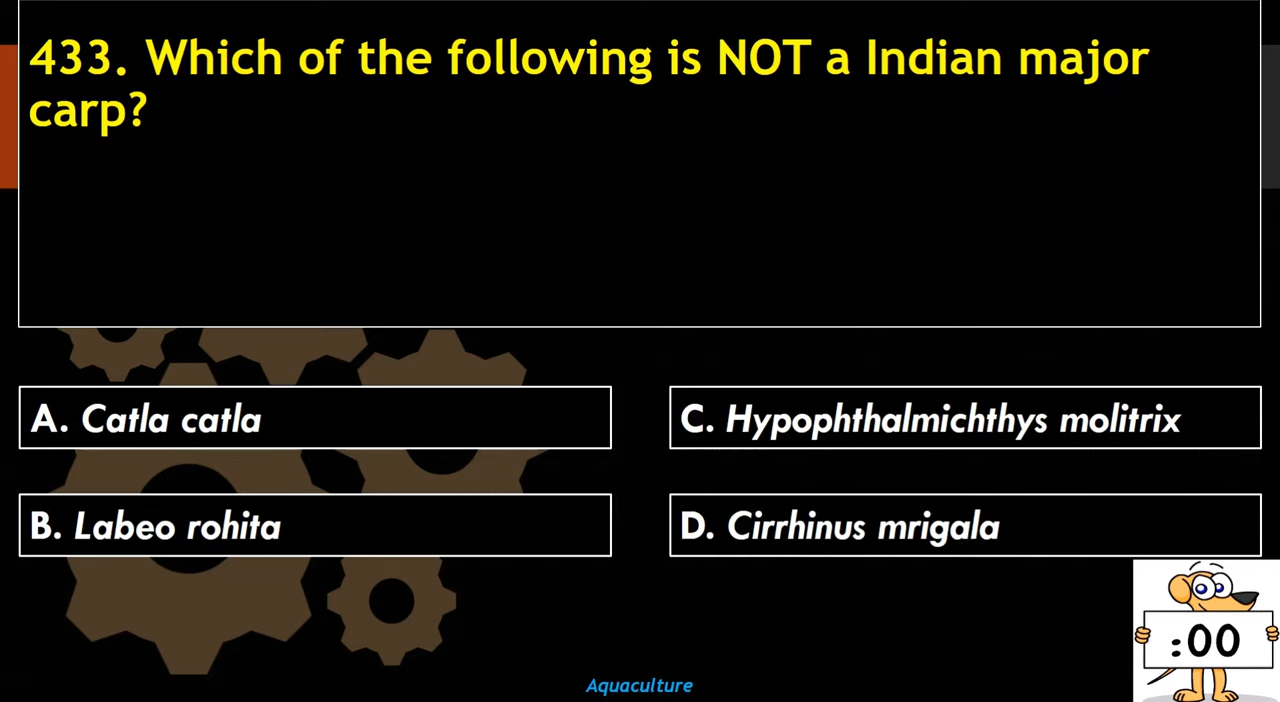 433. Which of the following is NOT a Indian major
carp?
A. Catla catla
B. Labeo rohita
C. Hypophthalmichthys molitrix
D. Cirrhinus mrigala
:00
Aquaculture